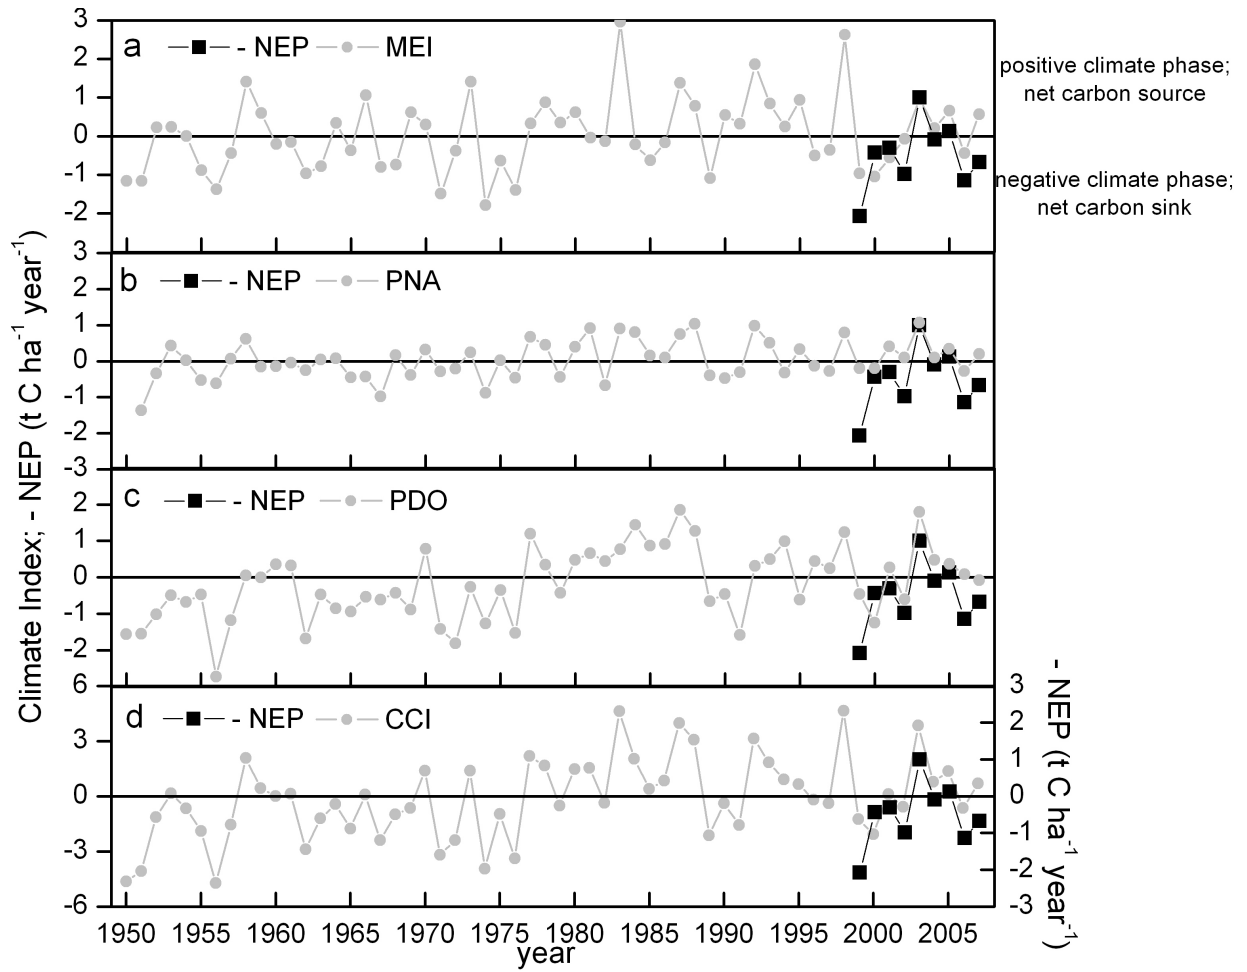 3
a - NEP MEI
2
1
0
-1
-2
positive climate phase;
net carbon source
negative climate phase;
net carbon sink
3
b - NEP PNA
2
1
0
-1
-2
-3
c - NEP PDO
2
1
0
-1
-2
6
d - NEP CCI
3
0
-3
-6
3
2
1
0
-1
-2
-3
Climate Index; - NEP (t C ha-1 year-1)
- NEP (t C ha-1 year-1)
1950 1955 1960 1965 1970 1975 1980 1985 1990 1995 2000 2005
year